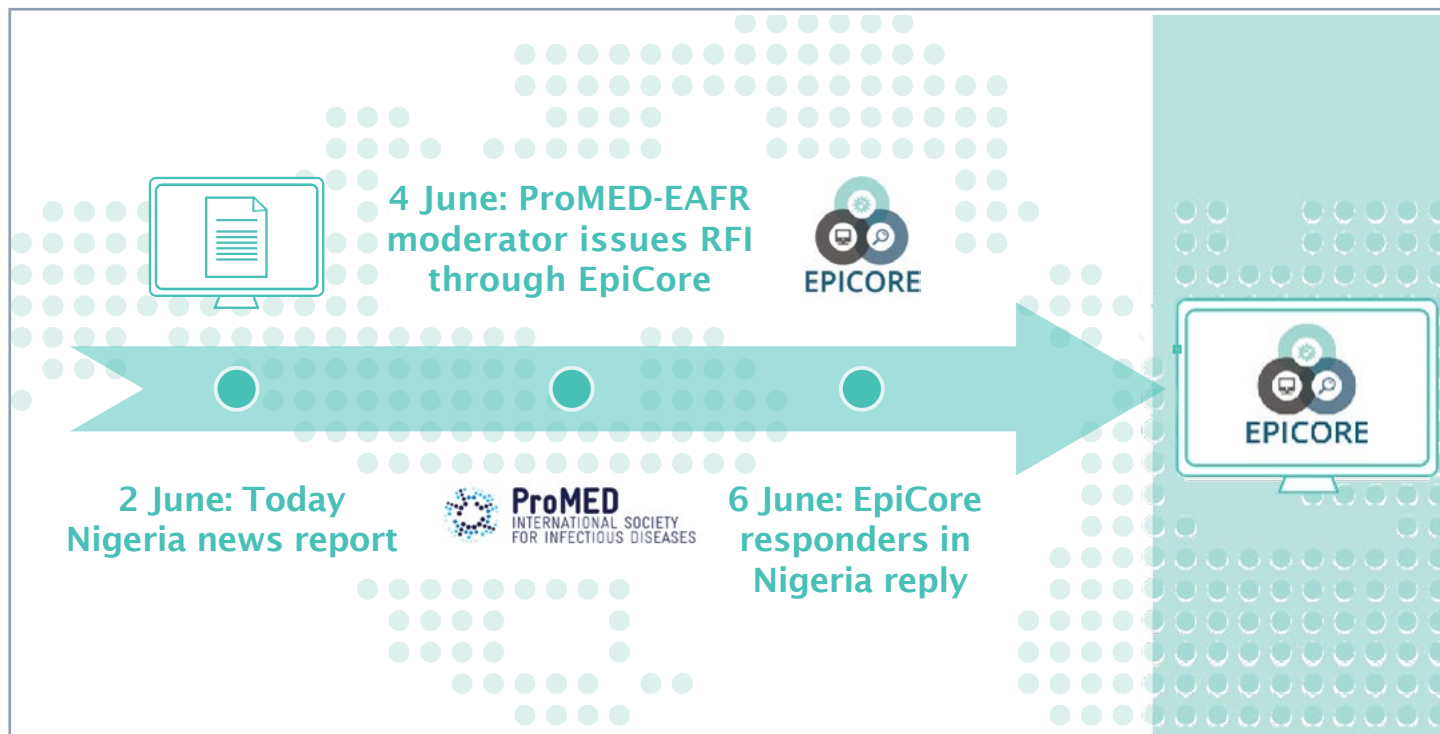 4 June: ProMED-EAFR
moderator issues RFI
through EpiCore
EPICORE
EPICORE
2 June: Today
Nigeria news report
ProMED
INTERNATIONAL SOCIETY
FOR INFECTIOUS DISEASES
6 June: EpiCore
responders in
Nigeria reply